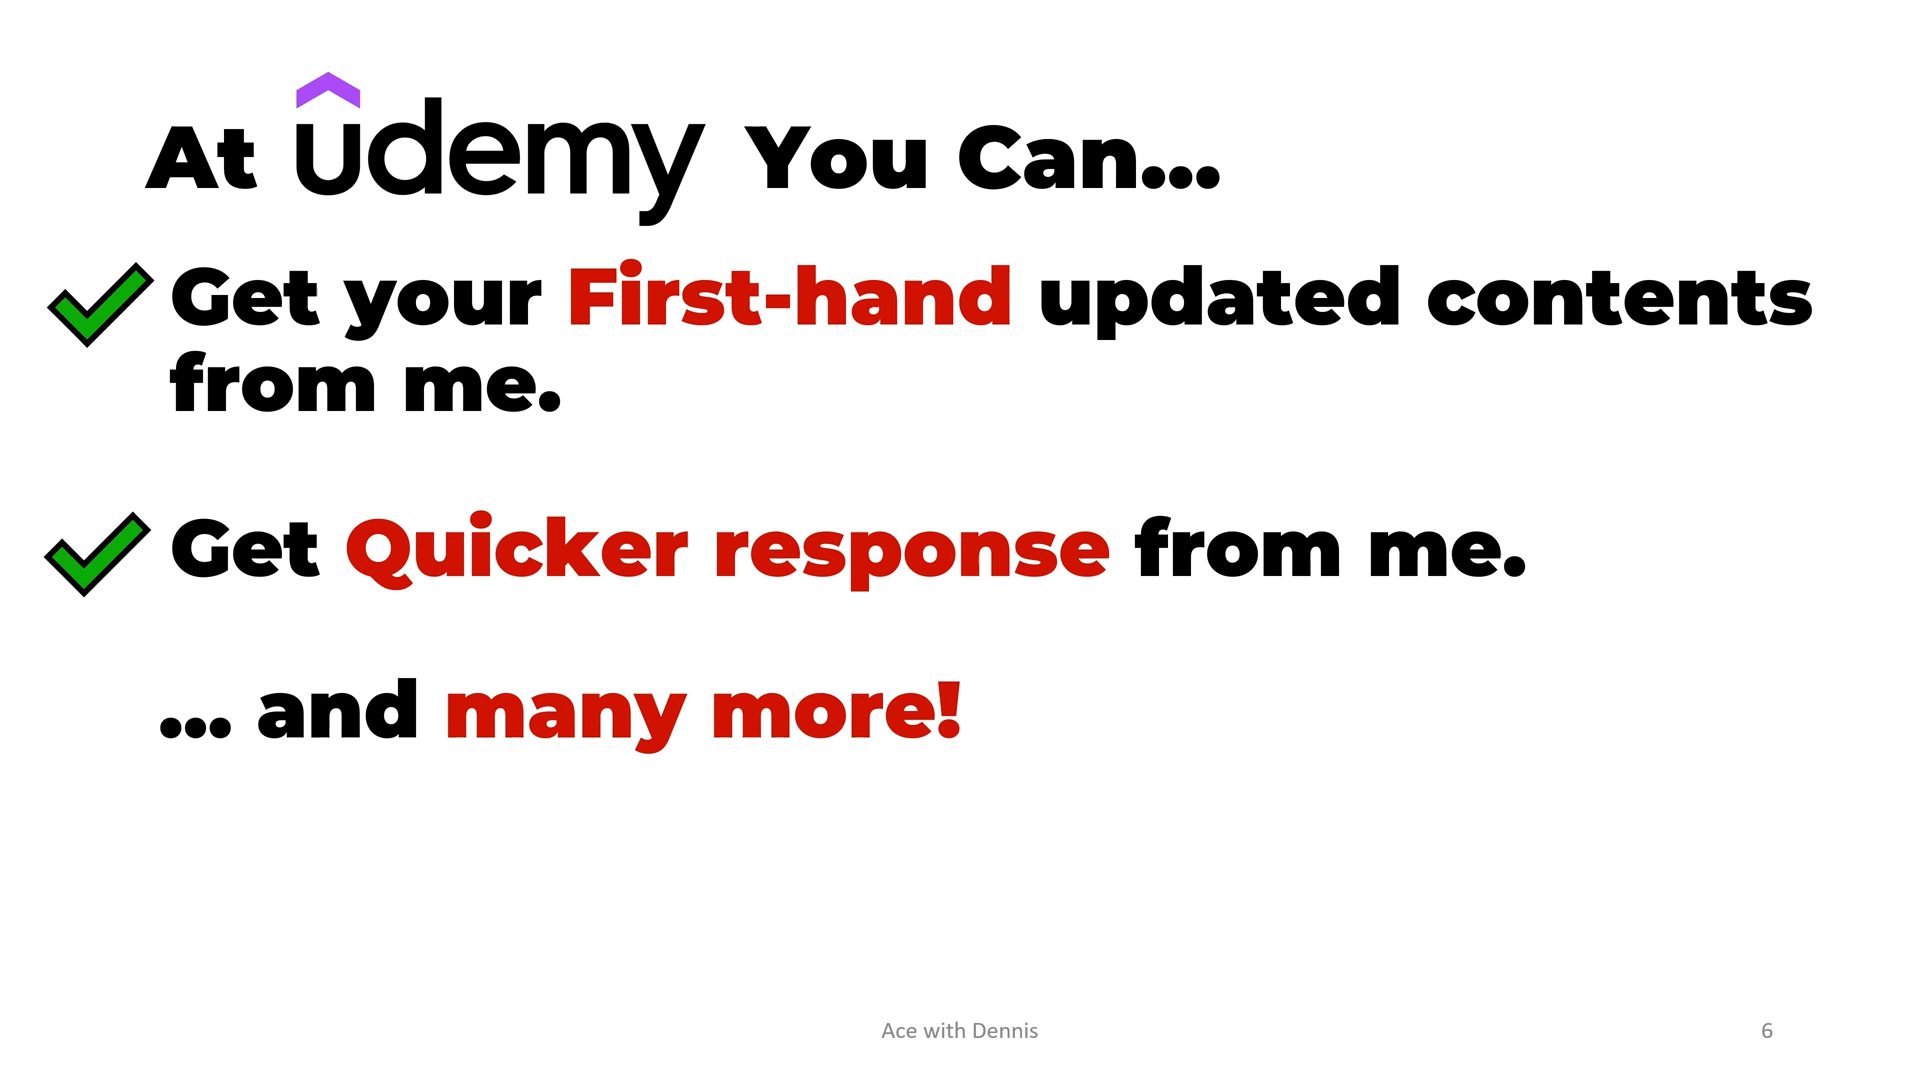 At udemy You Can...
Get your First-hand updated contents
from me.
Get Quicker response from me.
... and many more!
Ace with Dennis
6